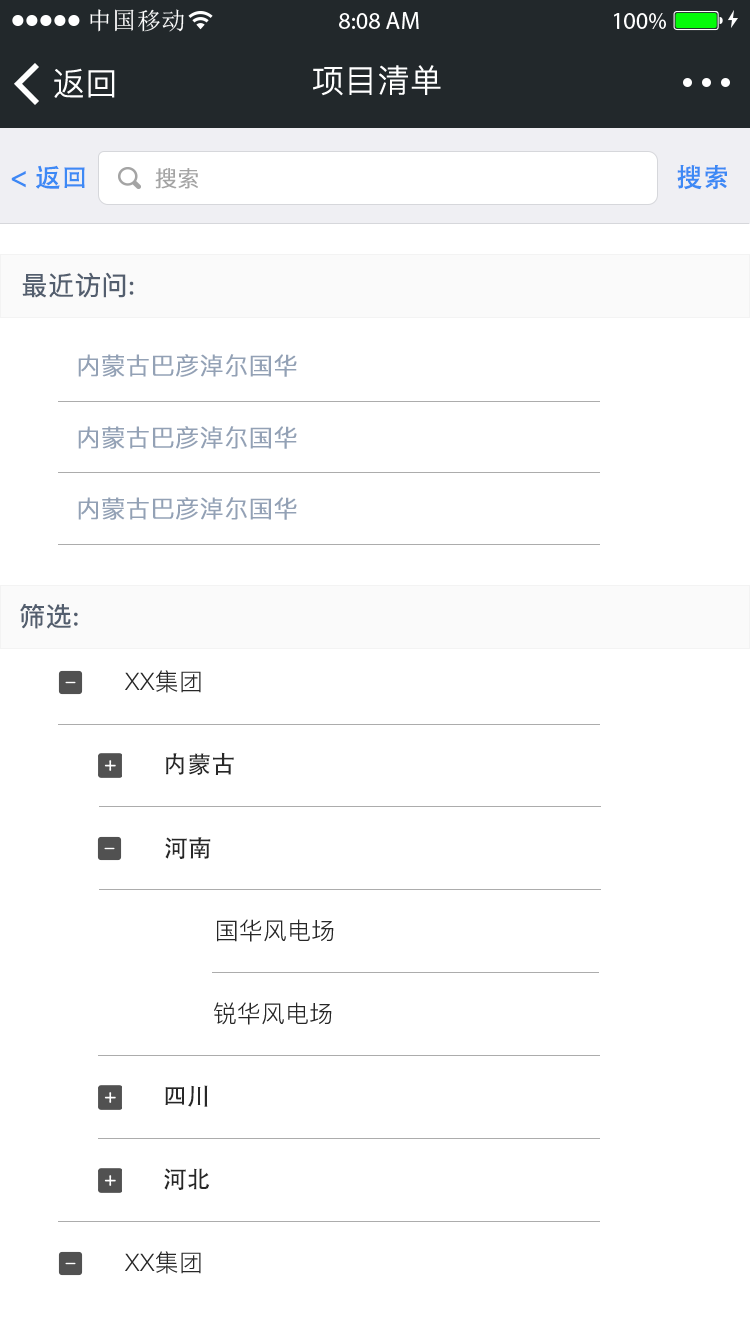 中国移动 8:08 AM 100%
返回 项目清单
< 返回 搜索 搜索
最近访问:
内蒙古巴彦淖尔国华
内蒙古巴彦淖尔国华
内蒙古巴彦淖尔国华
筛选:
XX集团
内蒙古
河南
国华风电场
锐华风电场
四川
河北
XX集团